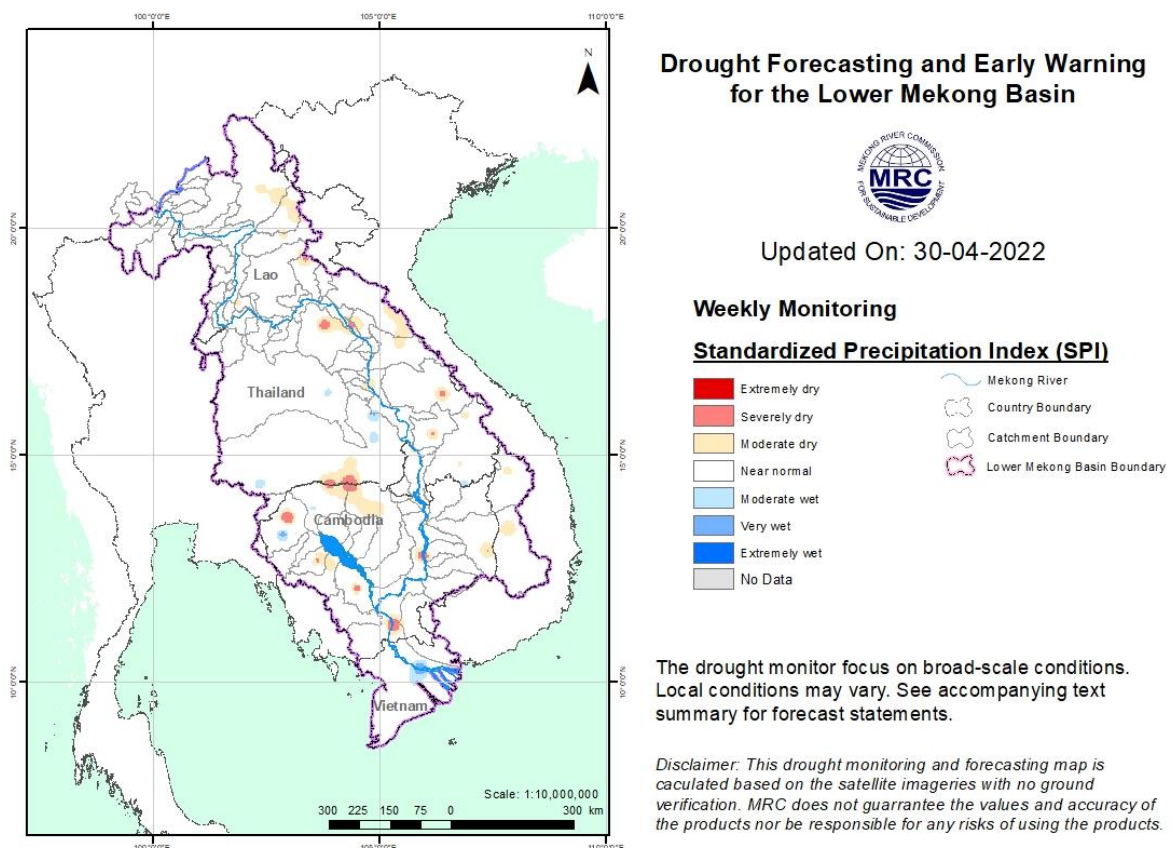 100°0'0"E
105°0'0"E
110°0'0"E
N
20°0'0"N
20°0'0"N
15°0'0"N
15°0'0"N
10°0'0"N
10°0'0"N
Lao
Thailand
Cambodia
Vietnam
Scale: 1:10,000,000
300 225 150 75 0 300 km
100°0'0"E
105°0'0"E
110°0'0"E
Drought Forecasting and Early Warning
for the Lower Mekong Basin
MEKONG RIVER COMMISSION
MRC
FOR SUSTAINABLE DEVELOPMENT
Updated On: 30-04-2022
Weekly Monitoring
Standardized Precipitation Index (SPI)
Extremely dry
Severely dry
Moderate dry
Near normal
Moderate wet
Very wet
Extremely wet
No Data
Mekong River
Country Boundary
Catchment Boundary
Lower Mekong Basin Boundary
The drought monitor focus on broad-scale conditions.
Local conditions may vary. See accompanying text
summary for forecast statements.
Disclaimer: This drought monitoring and forecasting map is
caculated based on the satellite imageries with no ground
verification. MRC does not guarrantee the values and accuracy of
the products nor be responsible for any risks of using the products.